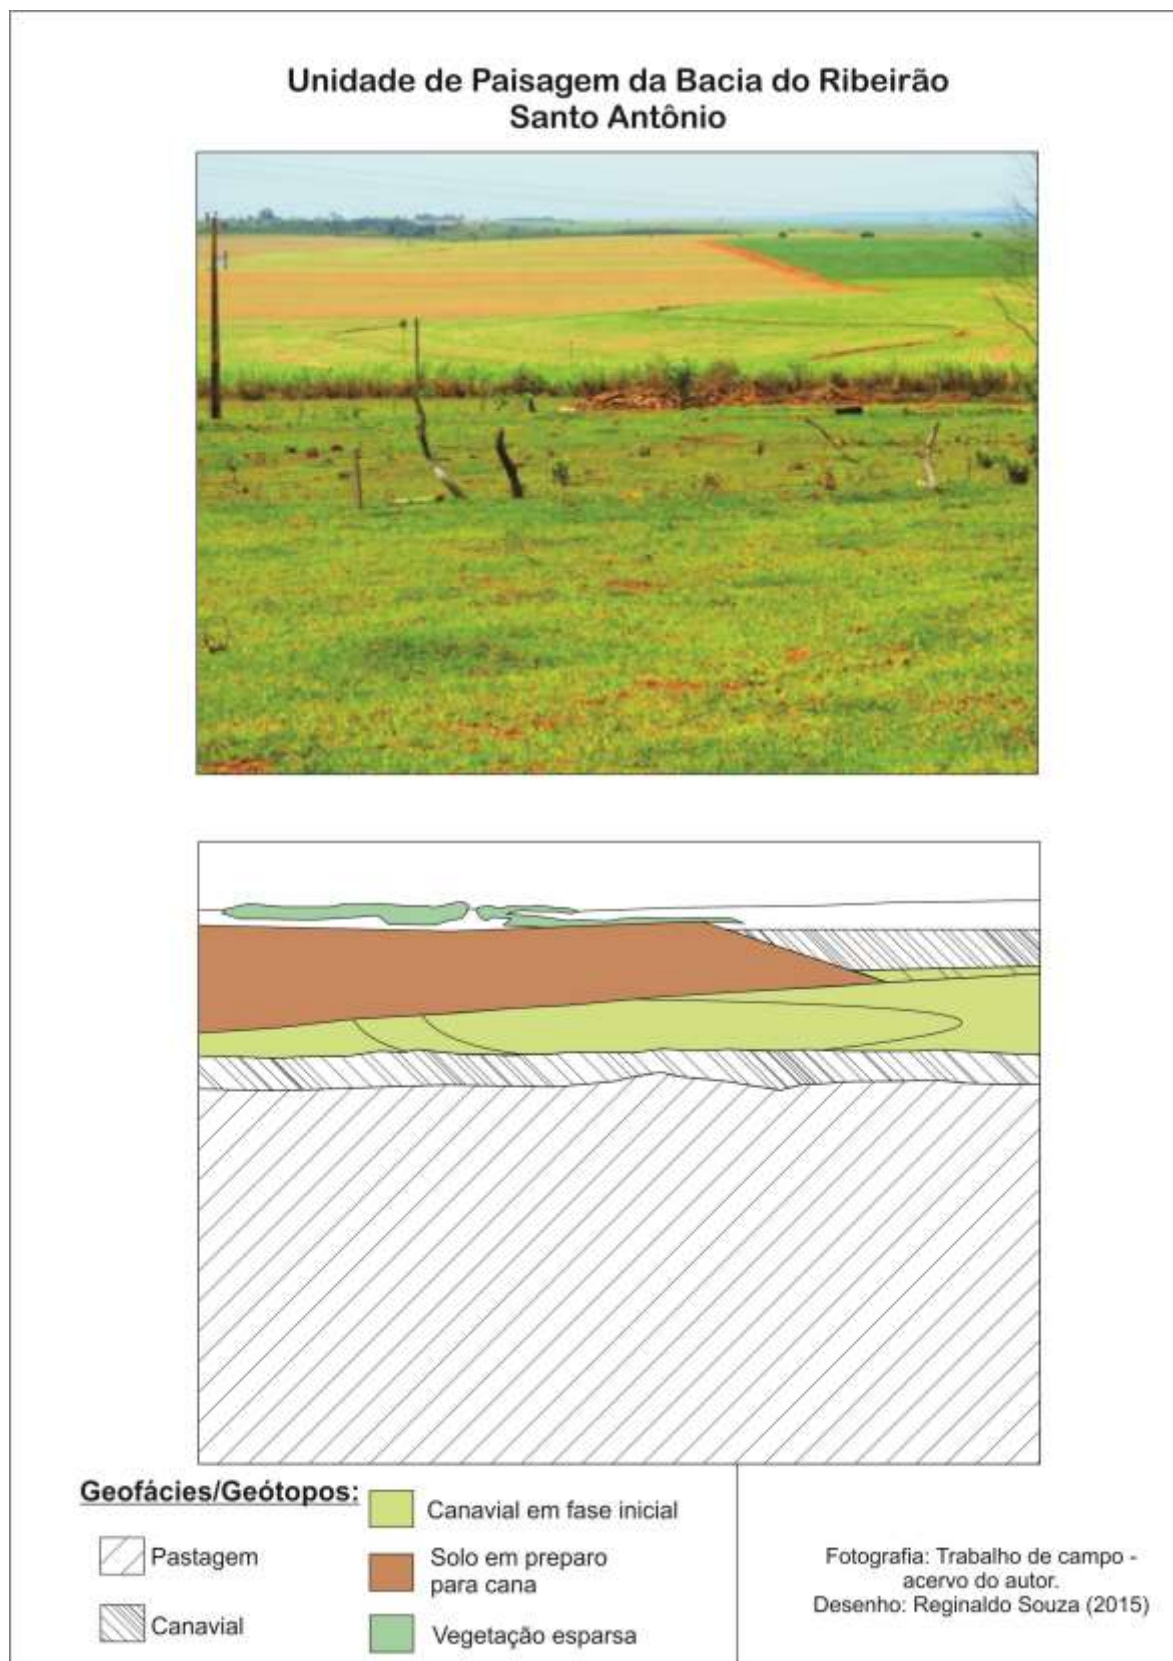 Unidade de Paisagem da Bacia do Ribeirão
Santo Antônio
Geofácies/Geótopos:
Pastagem
Canavial
Canavial em fase inicial
Solo em preparo
para cana
Vegetação esparsa
Fotografia: Trabalho de campo -
acervo do autor.
Desenho: Reginaldo Souza (2015)